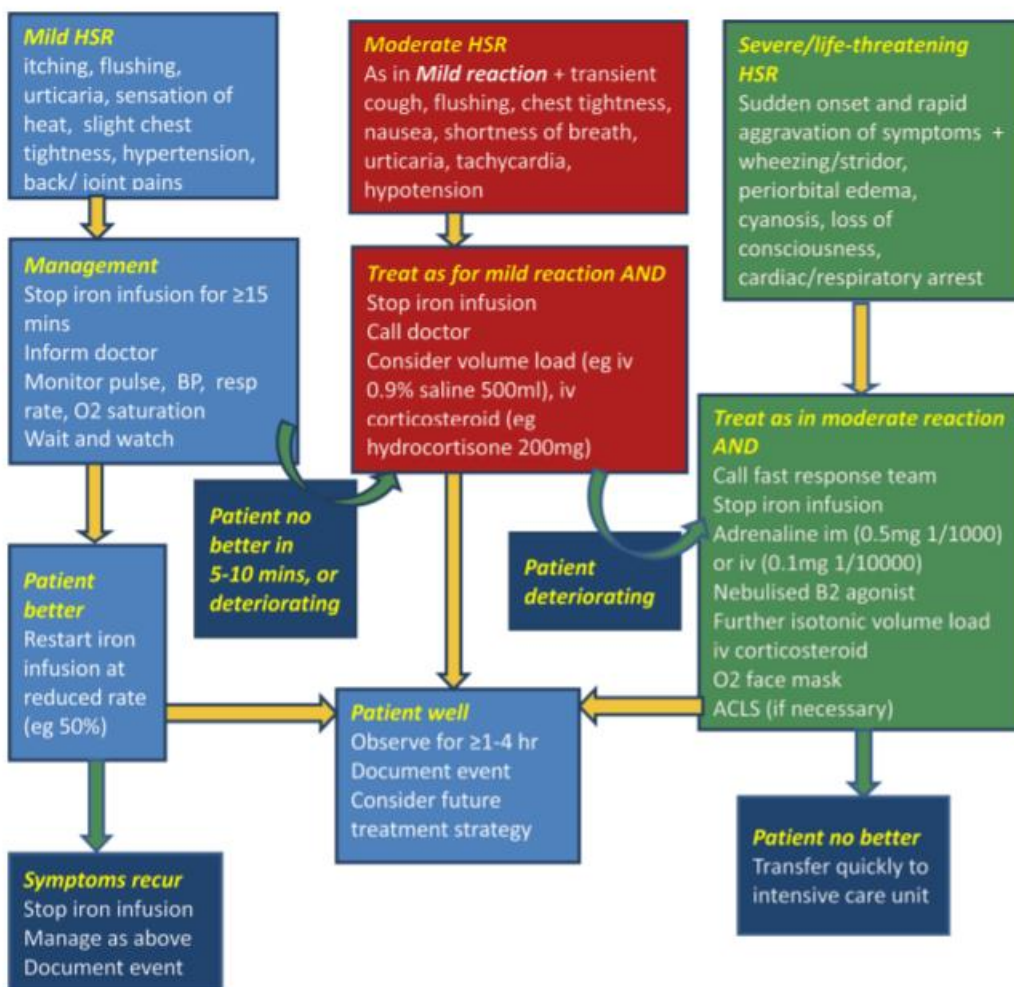 Mild HSR
itching, flushing,
urticaria, sensation of
heat, slight chest
tightness, hypertension,
back/ joint pains
Moderate HSR
As in Mild reaction + transient
cough, flushing, chest tightness,
nausea, shortness of breath,
urticaria, tachycardia,
hypotension
Severe/life-threatening
HSR
Sudden onset and rapid
aggravation of symptoms +
wheezing/stridor,
periorbital edema,
cyanosis, loss of
consciousness,
cardiac/respiratory arrest
Management
Stop iron infusion for ≥15
mins
Inform doctor
Monitor pulse, BP, resp
rate, O2 saturation
Wait and watch
Treat as for mild reaction AND
Stop iron infusion
Call doctor
Consider volume load (eg iv
0.9% saline 500ml), iv
corticosteroid (eg
hydrocortisone 200mg)
Treat as in moderate reaction
AND
Call fast response team
Stop iron infusion
Adrenaline im (0.5mg 1/1000)
or iv (0.1mg 1/10000)
Nebulised B2 agonist
Further isotonic volume load
iv corticosteroid
O2 face mask
ACLS (if necessary)
Patient no
better in
5-10 mins, or
deteriorating
Patient
deteriorating
Patient
better
Restart iron
infusion at
reduced rate
(eg 50%)
Patient well
Observe for ≥1-4 hr
Document event
Consider future
treatment strategy
Patient no better
Transfer quickly to
intensive care unit
Symptoms recur
Stop iron infusion
Manage as above
Document event